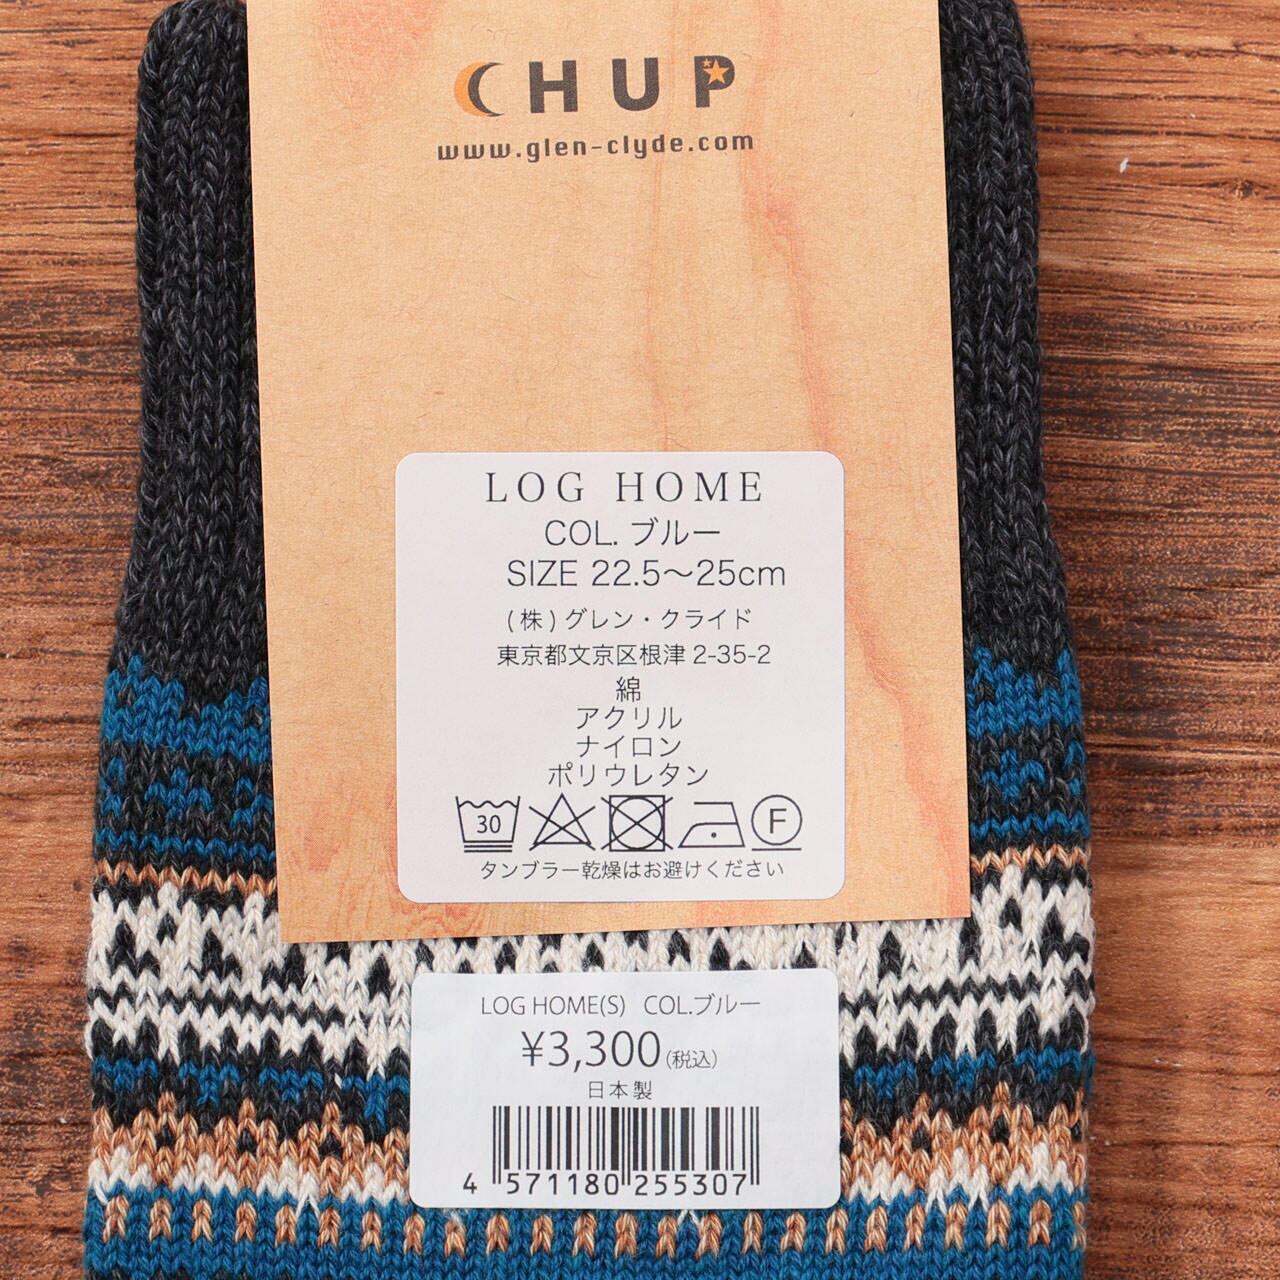 CHUP
www.glen-clyde.com
LOG HOME
COL. ブルー
SIZE 22.5～25cm
(株)グレン・クライド
東京都文京区根津 2-35-2
綿
アクリル
ナイロン
ポリウレタン
30 F
タンブラー乾燥はお避けください
LOG HOME(S) COL.ブルー
¥3,300(税込)
日本製
4 571180 255307